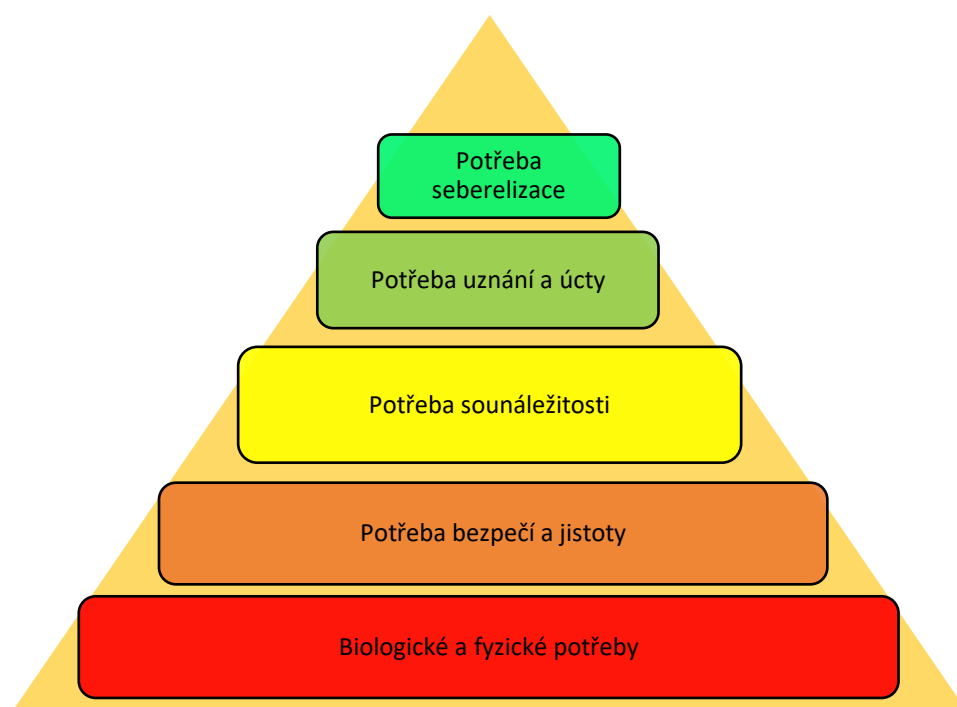 Potřeba
seberelizace
Potřeba uznání a úcty
Potřeba sounáležitosti
Potřeba bezpečí a jistoty
Biologické a fyzické potřeby